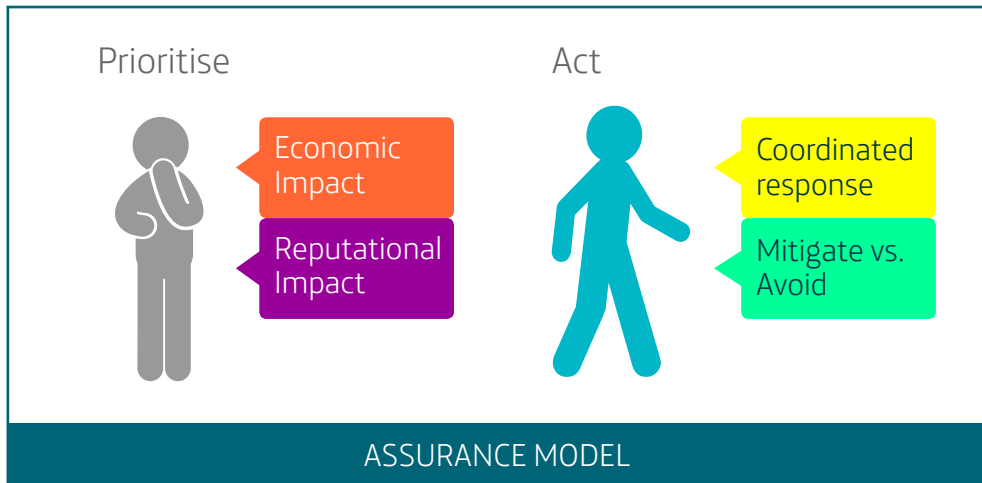 Prioritise
Economic
Impact
Reputational
Impact
Act
Coordinated
response
Mitigate vs.
Avoid
ASSURANCE MODEL